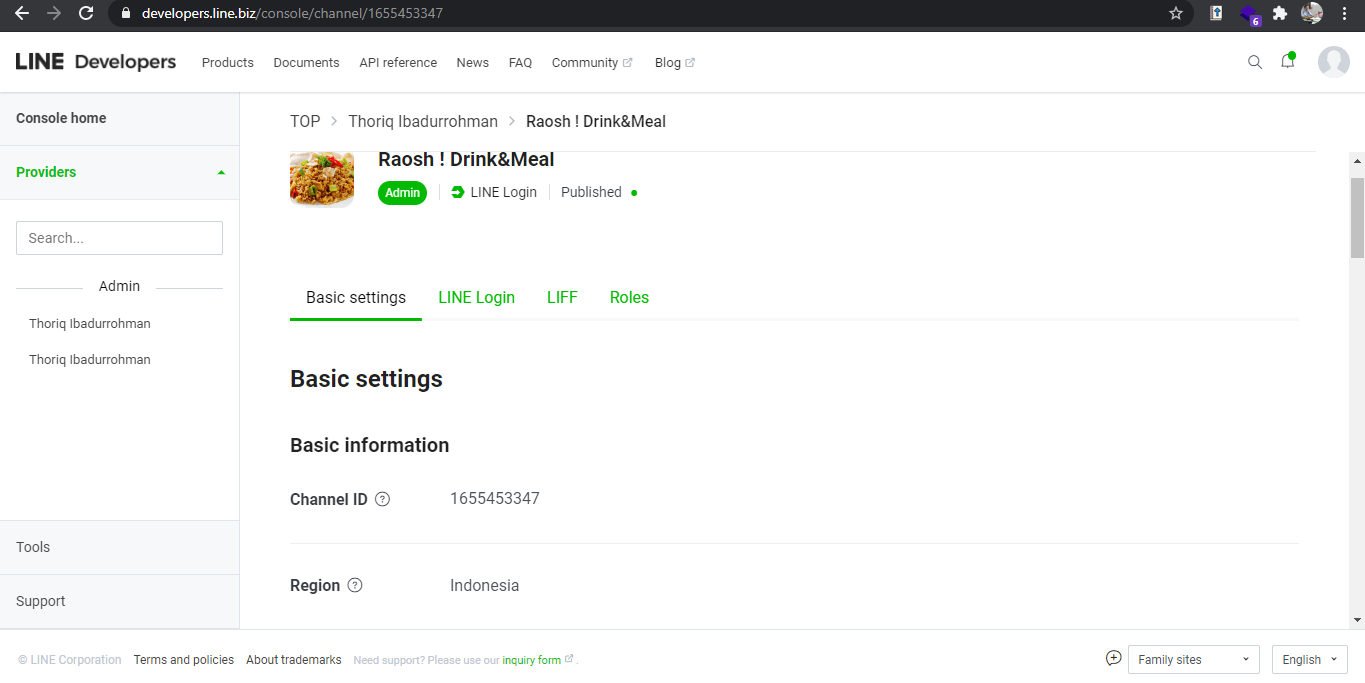 developers.line.biz/console/channel/1655453347
6
LINE Developers
Products Documents API reference News FAQ Community Blog
Console home
Providers
Search...
Admin
Thoriq Ibadurrohman
Thoriq Ibadurrohman
Tools
Support
TOP > Thoriq Ibadurrohman > Raosh ! Drink&Meal
Raosh ! Drink&Meal
Admin LINE Login Published
Basic settings LINE Login LIFF Roles
Basic settings
Basic information
Channel ID ? 1655453347
Region ? Indonesia
© LINE Corporation Terms and policies About trademarks Need support? Please use our inquiry form .
Family sites English